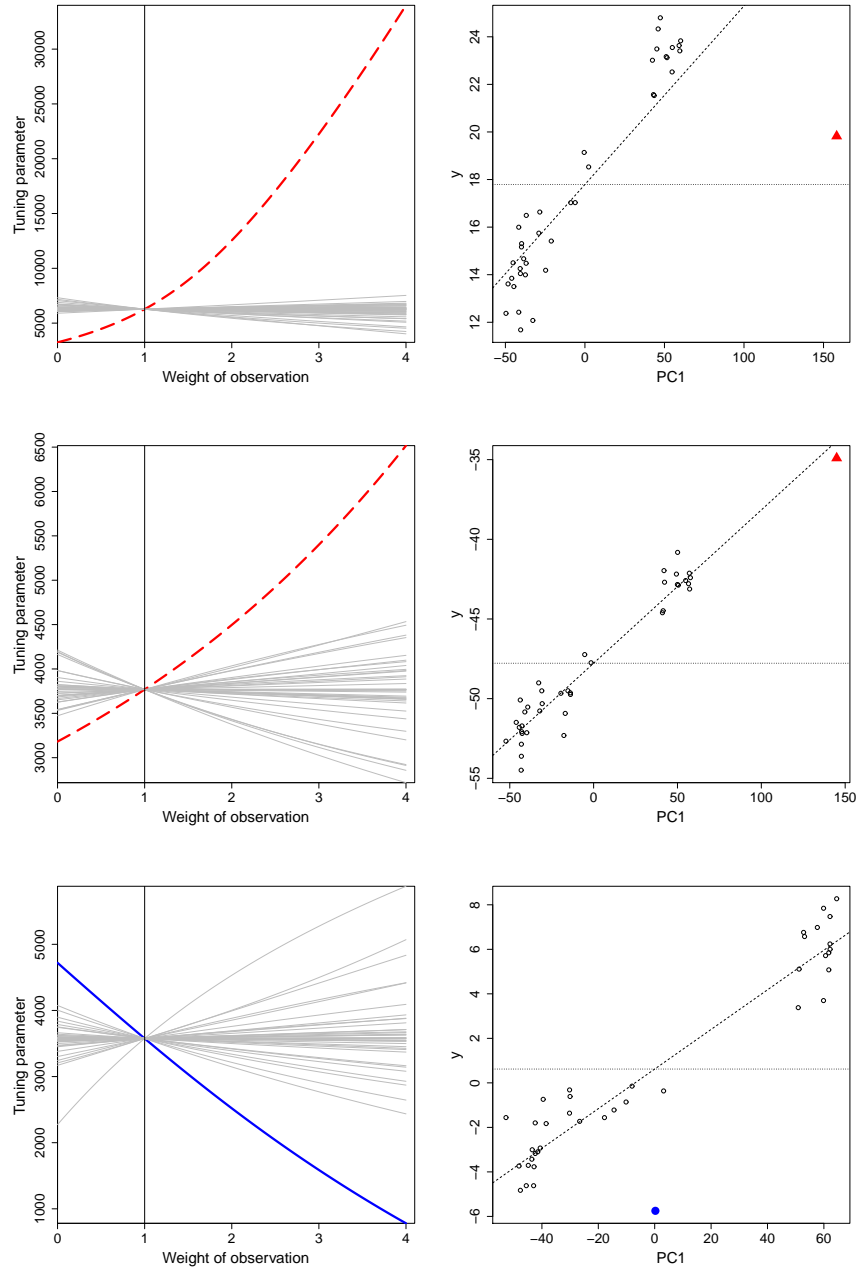 Tuning parameter
5000 10000 15000 20000 25000 30000
0 1 2 3 4
Weight of observation
y
12 14 16 18 20 22 24
−50 0 50 100 150
PC1
Tuning parameter
3000 3500 4000 4500 5000 5500 6000 6500
0 1 2 3 4
Weight of observation
y
−55 −50 −45 −40 −35
−50 0 50 100 150
PC1
Tuning parameter
1000 2000 3000 4000 5000
0 1 2 3 4
Weight of observation
y
−6 −4 −2 0 2 4 6 8
−40 −20 0 20 40 60
PC1